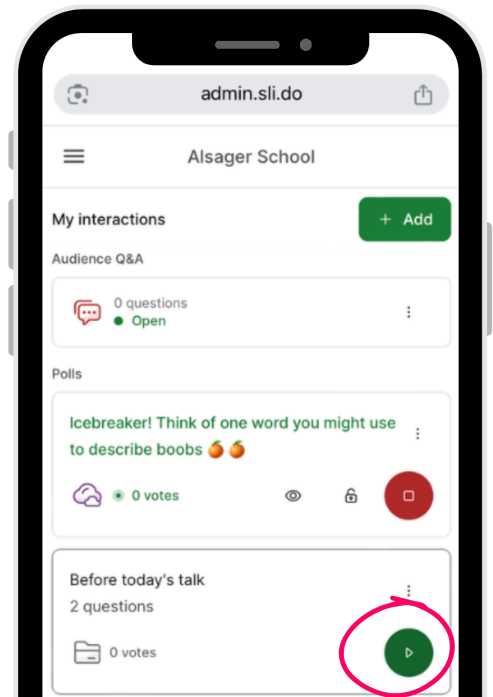 admin.sli.do
Alsager School
My interactions
+ Add
Audience Q&A
0 questions
Open
Polls
Icebreaker! Think of one word you might use
to describe boobs 🍊🍊
0 votes
Before today's talk
2 questions
0 votes